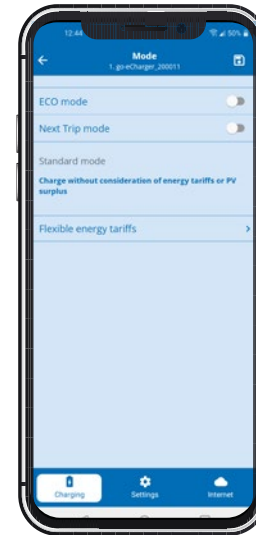 12:44
50%
Mode
1. go-eCharger_200011
ECO mode
Next Trip mode
Standard mode
Charge without consideration of energy tariffs or PV
surplus
Flexible energy tariffs
Charging
Settings
Internet